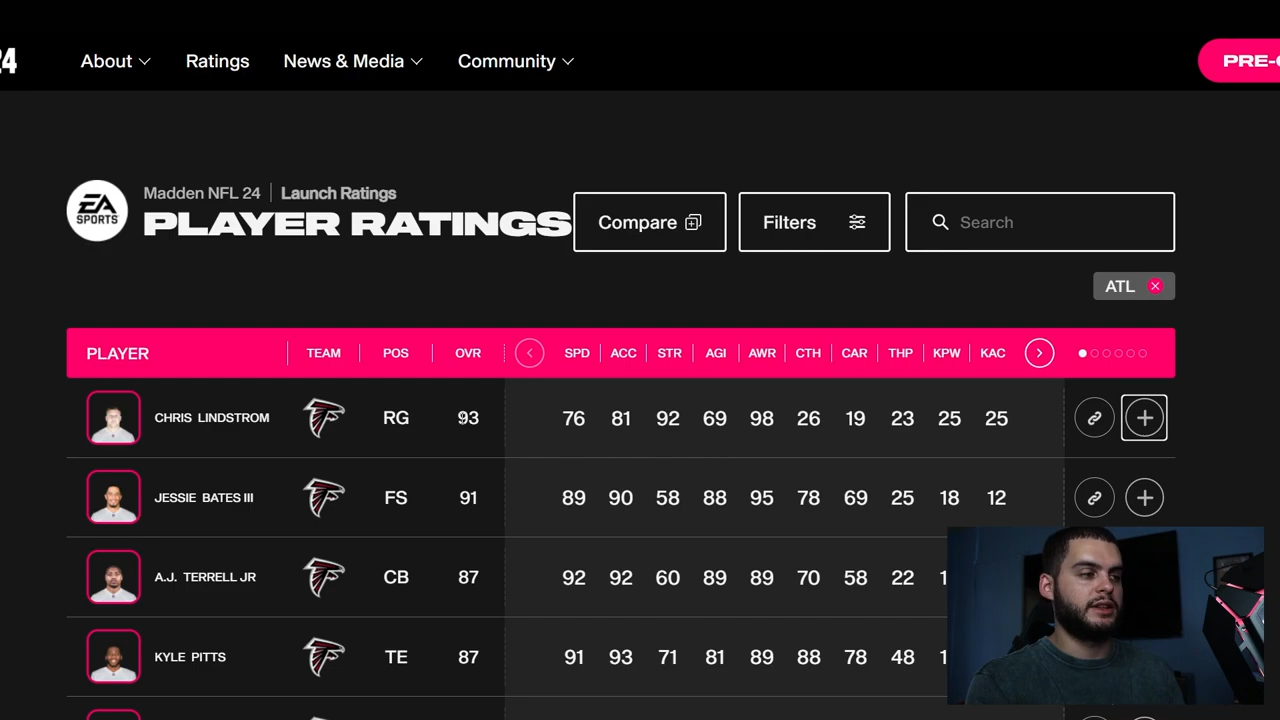 24 About Ratings News & Media Community PRE-
EA SPORTS
Madden NFL 24 | Launch Ratings
PLAYER RATINGS
Compare Filters Search
ATL
PLAYER TEAM POS OVR SPD ACC STR AGI AWR CTH CAR THP KPW KAC
CHRIS LINDSTROM RG 93 76 81 92 69 98 26 19 23 25 25
JESSIE BATES III FS 91 89 90 58 88 95 78 69 25 18 12
A.J. TERRELL JR CB 87 92 92 60 89 89 70 58 22
KYLE PITTS TE 87 91 93 71 81 89 88 78 48